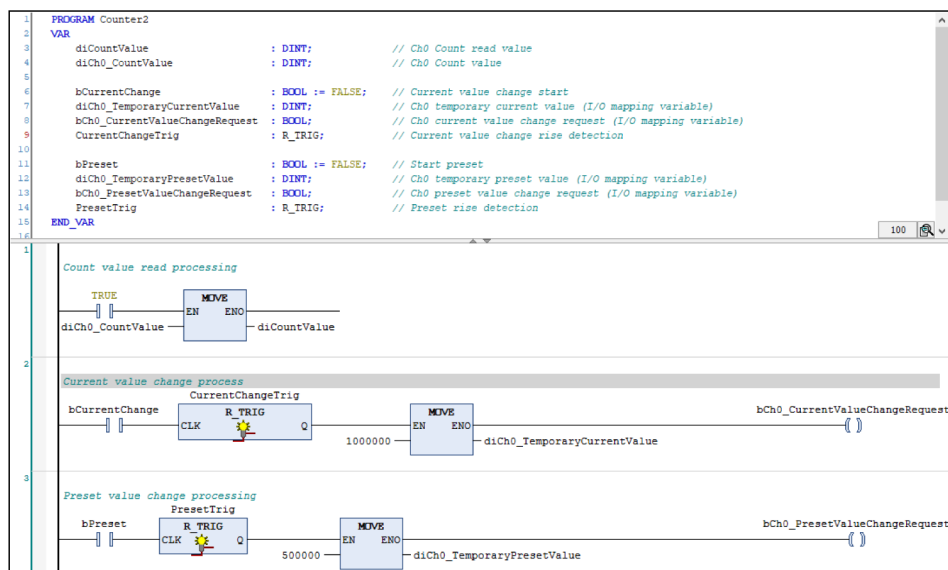 1 PROGRAM Counter2
2 VAR
3 diCountValue : DINT; // Ch0 Count read value
4 diCh0_CountValue : DINT; // Ch0 Count value
5
6 bCurrentChange : BOOL := FALSE; // Current value change start
7 diCh0_TemporaryCurrentValue : DINT; // Ch0 temporary current value (I/O mapping variable)
8 bCh0_CurrentValueChangeRequest : BOOL; // Ch0 current value change request (I/O mapping variable)
9 CurrentChangeTrig : R_TRIG; // Current value change rise detection
10
11 bPreset : BOOL := FALSE; // Start preset
12 diCh0_TemporaryPresetValue : DINT; // Ch0 temporary preset value (I/O mapping variable)
13 bCh0_PresetValueChangeRequest : BOOL; // Ch0 preset value change request (I/O mapping variable)
14 PresetTrig : R_TRIG; // Preset rise detection
15 END_VAR
16
100
1
Count value read processing
TRUE MOVE
EN ENO
diCh0_CountValue diCountValue
2
Current value change process
CurrentChangeTrig
bCurrentChange R_TRIG MOVE bCh0_CurrentValueChangeRequest
CLK Q EN ENO
1000000 diCh0_TemporaryCurrentValue
3
Preset value change processing
PresetTrig
bPreset R_TRIG MOVE bCh0_PresetValueChangeRequest
CLK Q EN ENO
500000 diCh0_TemporaryPresetValue